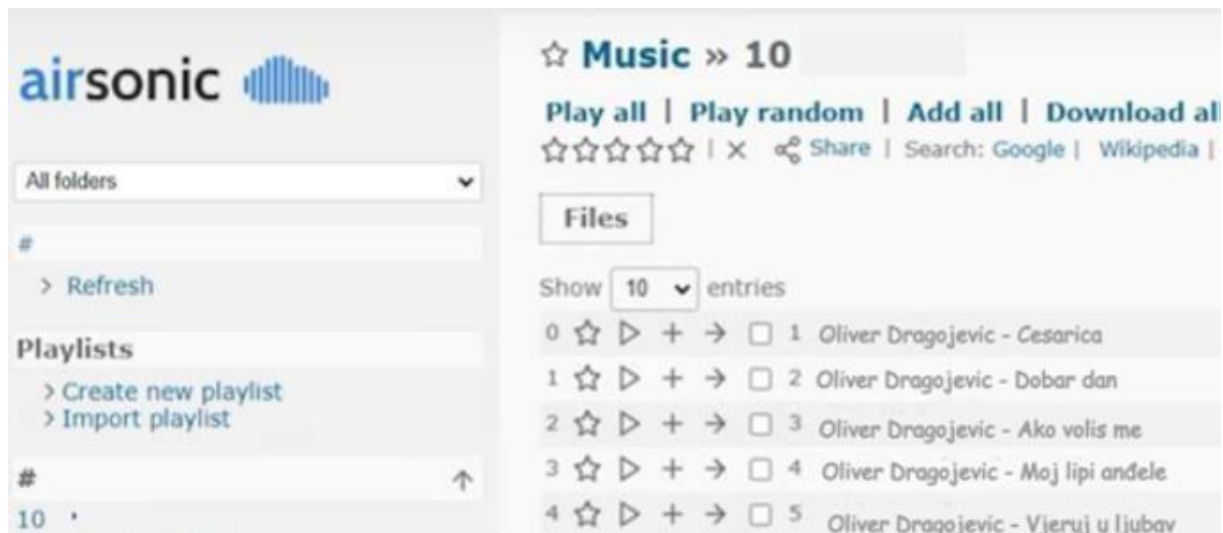 airsonic
All folders
#
> Refresh
Playlists
> Create new playlist
> Import playlist
#
10
Music » 10
Play all | Play random | Add all | Download all
Share | Search: Google | Wikipedia |
Files
Show 10 entries
0 1 Oliver Dragojevic - Cesarica
1 2 Oliver Dragojevic - Dobar dan
2 3 Oliver Dragojevic - Ako volis me
3 4 Oliver Dragojevic - Moj lipi anđele
4 5 Oliver Dragojevic - Vjeruj u ljubav